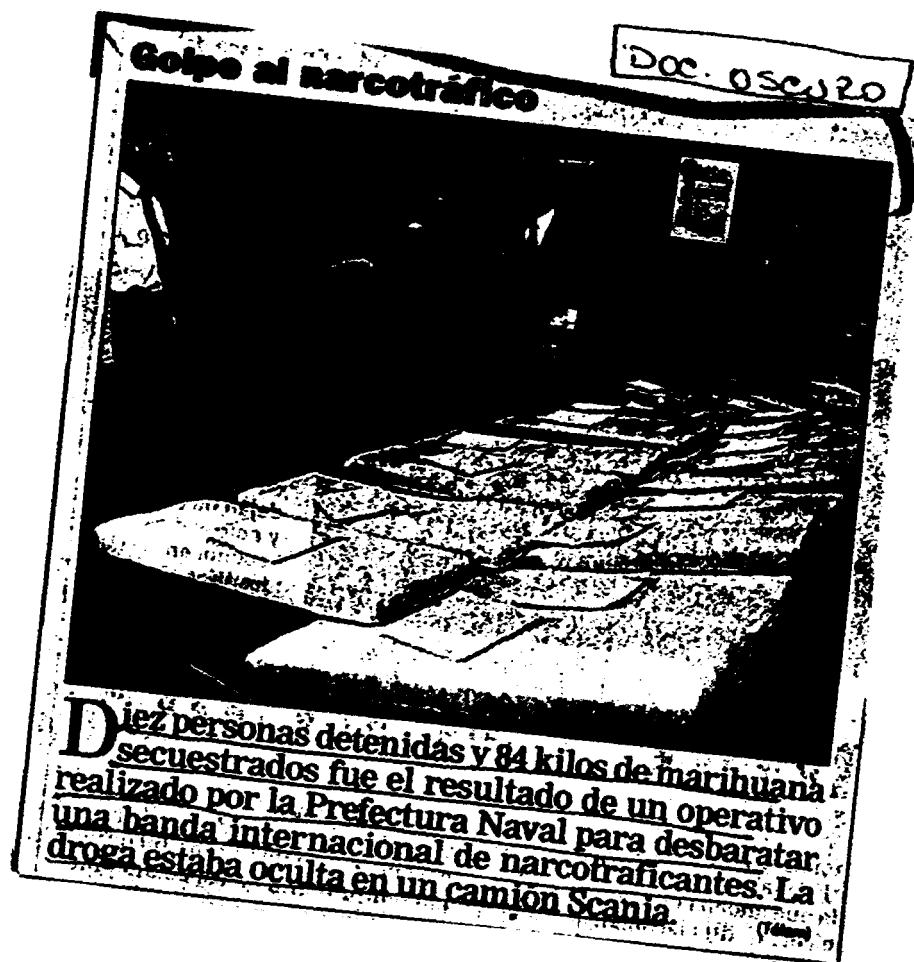 Golpe al narcotráfico
DOC. OSCURO
Diez personas detenidas y 84 kilos de marihuana
secuestrados fue el resultado de un operativo
realizado por la Prefectura Naval para desbaratar
una banda internacional de narcotraficantes. La
droga estaba oculta en un camión Scania.
(Télam)